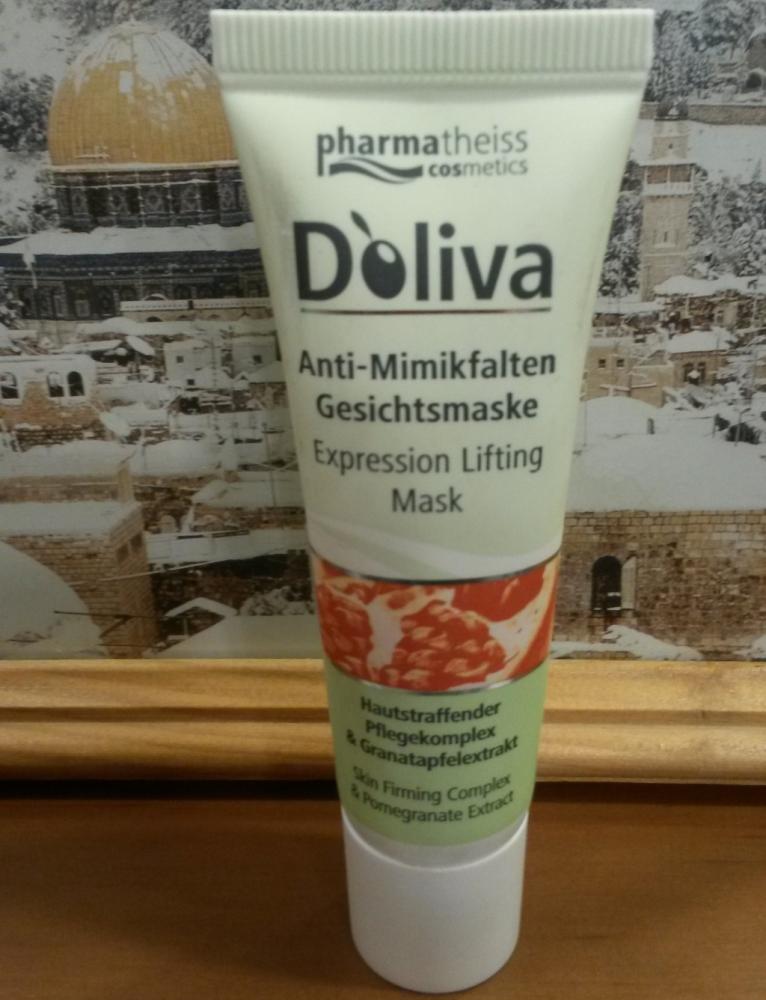 pharmatheiss
cosmetics
D'oliva
Anti-Mimikfalten
Gesichtsmaske
Expression Lifting
Mask
Hautstraffender
Pflegekomplex
& Granatapfelextrakt
Skin Firming Complex
& Pomegranate Extract